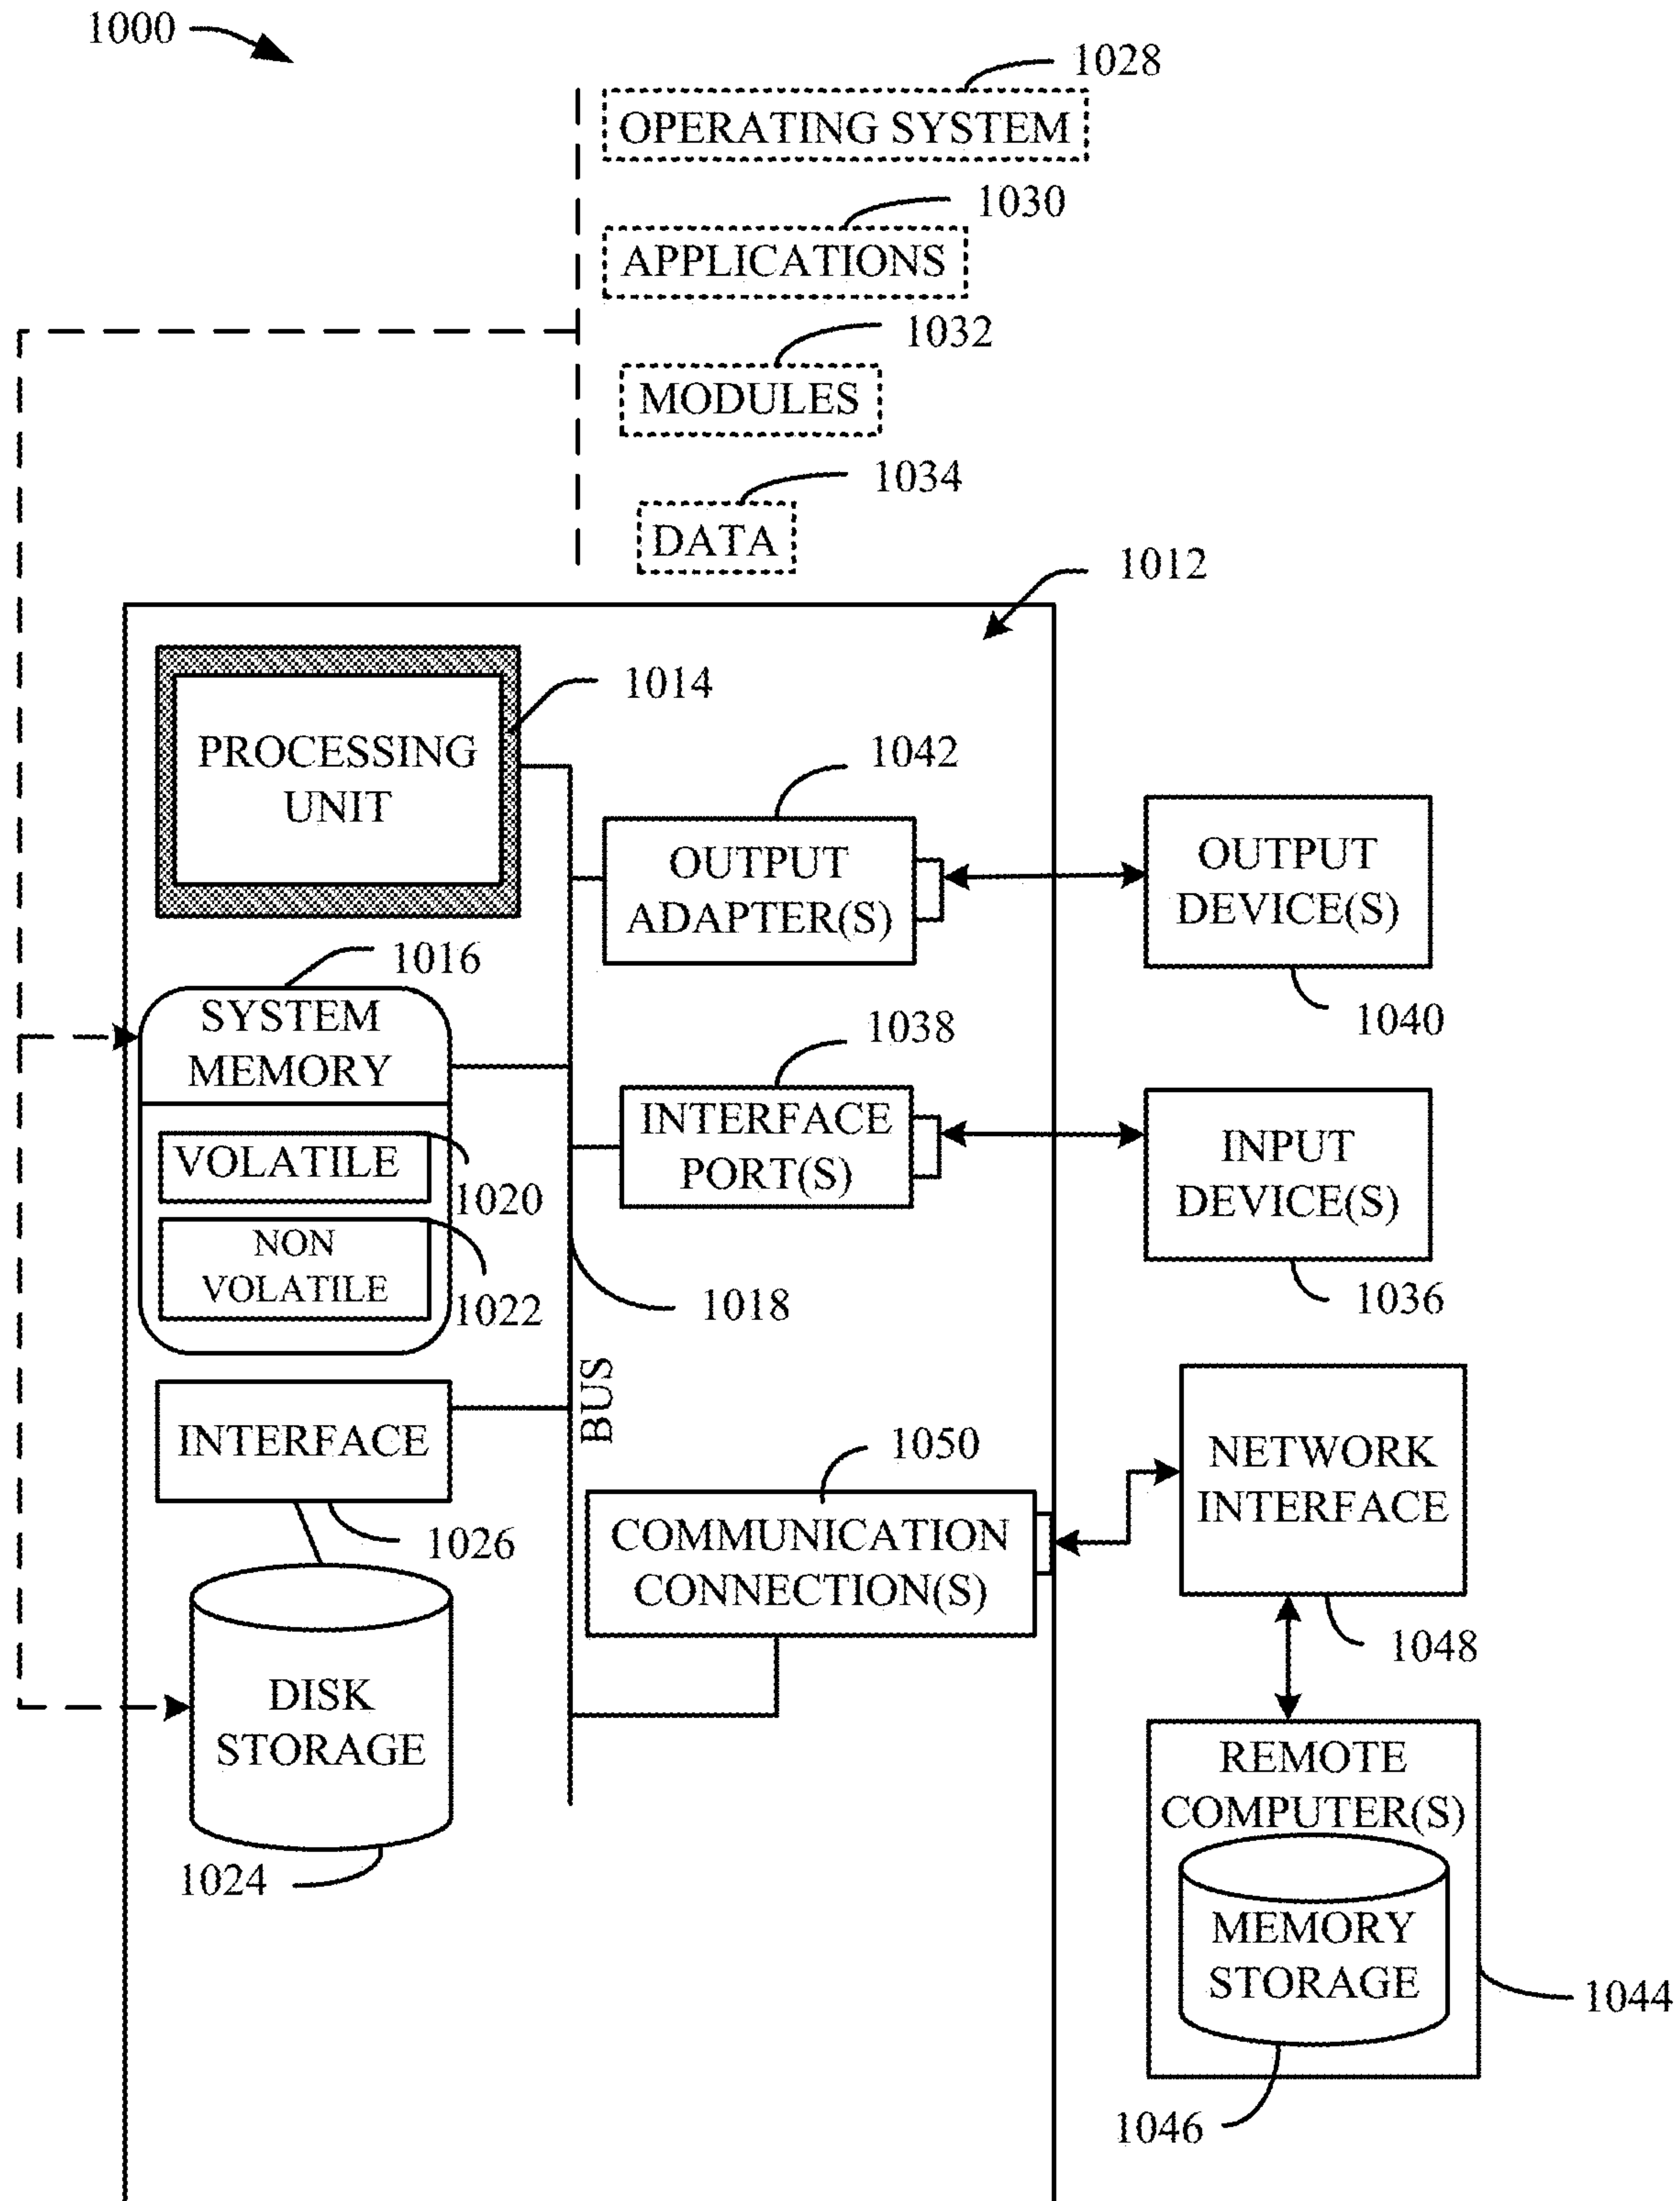 1000
1028
OPERATING SYSTEM
1030
APPLICATIONS
1032
MODULES
1034
DATA
1012
1014
PROCESSING
UNIT
1042
OUTPUT
ADAPTER(S)
OUTPUT
DEVICE(S)
1040
1016
SYSTEM
MEMORY
VOLATILE
1020
NON
VOLATILE
1022
1038
INTERFACE
PORT(S)
INPUT
DEVICE(S)
1036
1018
BUS
INTERFACE
1026
1050
COMMUNICATION
CONNECTION(S)
NETWORK
INTERFACE
1048
DISK
STORAGE
1024
REMOTE
COMPUTER(S)
MEMORY
STORAGE
1044
1046